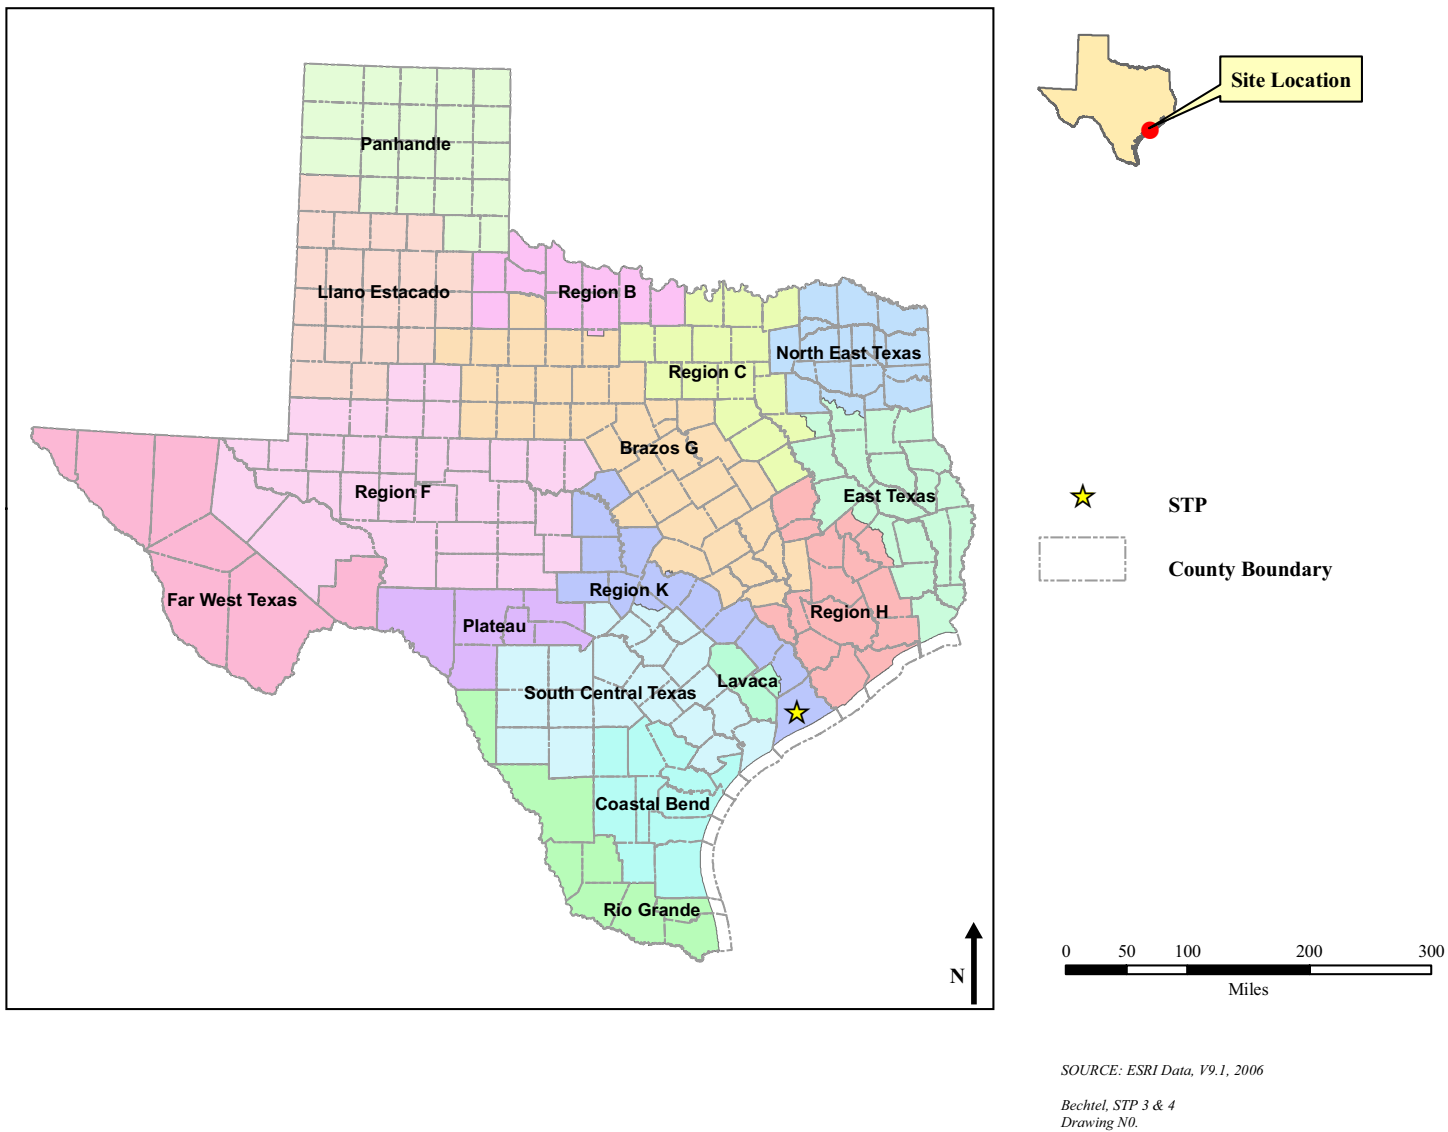 Site Location
Panhandle
Llano Estacado
Region B
North East Texas
Region C
Brazos G
Region F
East Texas
STP
County Boundary
Far West Texas
Region K
Region H
Plateau
Lavaca
South Central Texas
Coastal Bend
Rio Grande
N
0 50 100 200 300
Miles
SOURCE: ESRI Data, V9.1, 2006
Bechtel, STP 3 & 4
Drawing N0.